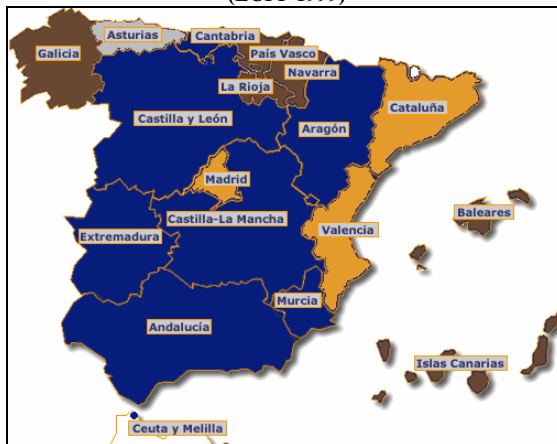 Asturias
Cantabria
País Vasco
Galicia
Navarra
La Rioja
Cataluña
Castilla y León
Aragón
Madrid
Baleares
Castilla-La Mancha
Valencia
Extremadura
Murcia
Andalucía
Islas Canarias
Ceuta y Melilla